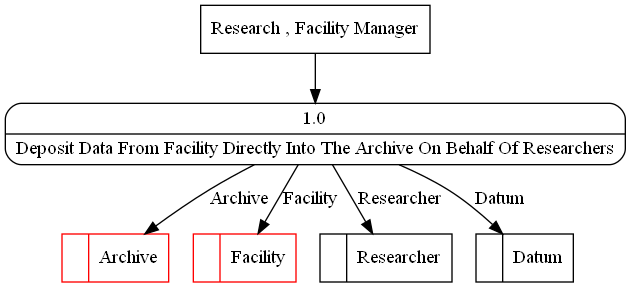 Research , Facility Manager
1.0
Deposit Data From Facility Directly Into The Archive On Behalf Of Researchers
Archive
Facility
Researcher
Datum
Archive
Facility
Researcher
Datum